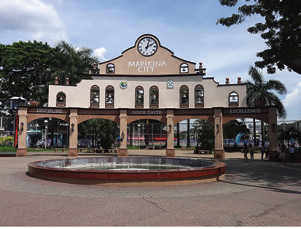 MARIKINA
CITY
DISCIPLINE
GOOD TASTE
EXCELLENCE